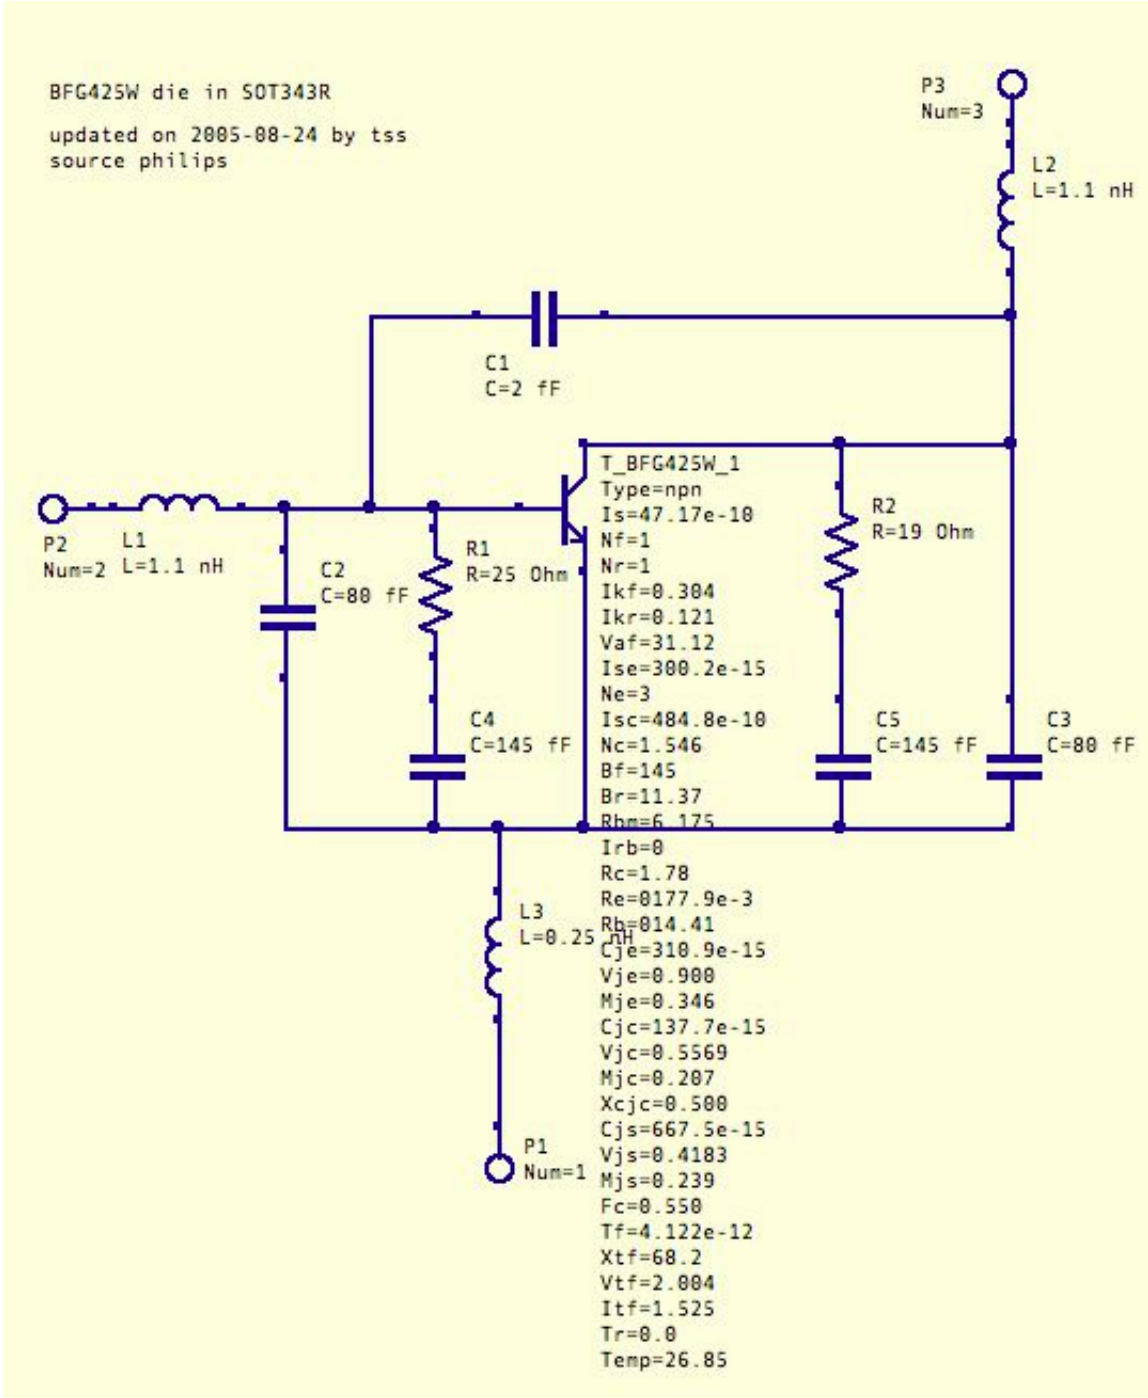 BFG425W die in SOT343R
updated on 2005-08-24 by tss
source philips
P3
Num=3
L2
L=1.1 nH
C1
C=2 fF
P2
Num=2
L1
L=1.1 nH
C2
C=80 fF
R1
R=25 Ohm
C4
C=145 fF
T_BFG425W_1
Type=npn
Is=47.17e-18
Nf=1
Nr=1
Ikf=0.304
Ikr=0.121
Vaf=31.12
Ise=300.2e-15
Ne=3
Isc=484.8e-18
Nc=1.546
Bf=145
Br=11.37
Rbm=6.175
Irb=0
Rc=1.78
Re=0177.9e-3
Rb=014.41
Cje=310.9e-15
Vje=0.900
Mje=0.346
Cjc=137.7e-15
Vjc=0.5569
Mjc=0.207
Xcjc=0.500
Cjs=667.5e-15
Vjs=0.4183
Mjs=0.239
Fc=0.550
Tf=4.122e-12
Xtf=68.2
Vtf=2.004
Itf=1.525
Tr=0.0
Temp=26.85
R2
R=19 Ohm
C5
C=145 fF
C3
C=80 fF
L3
L=0.25 nH
P1
Num=1